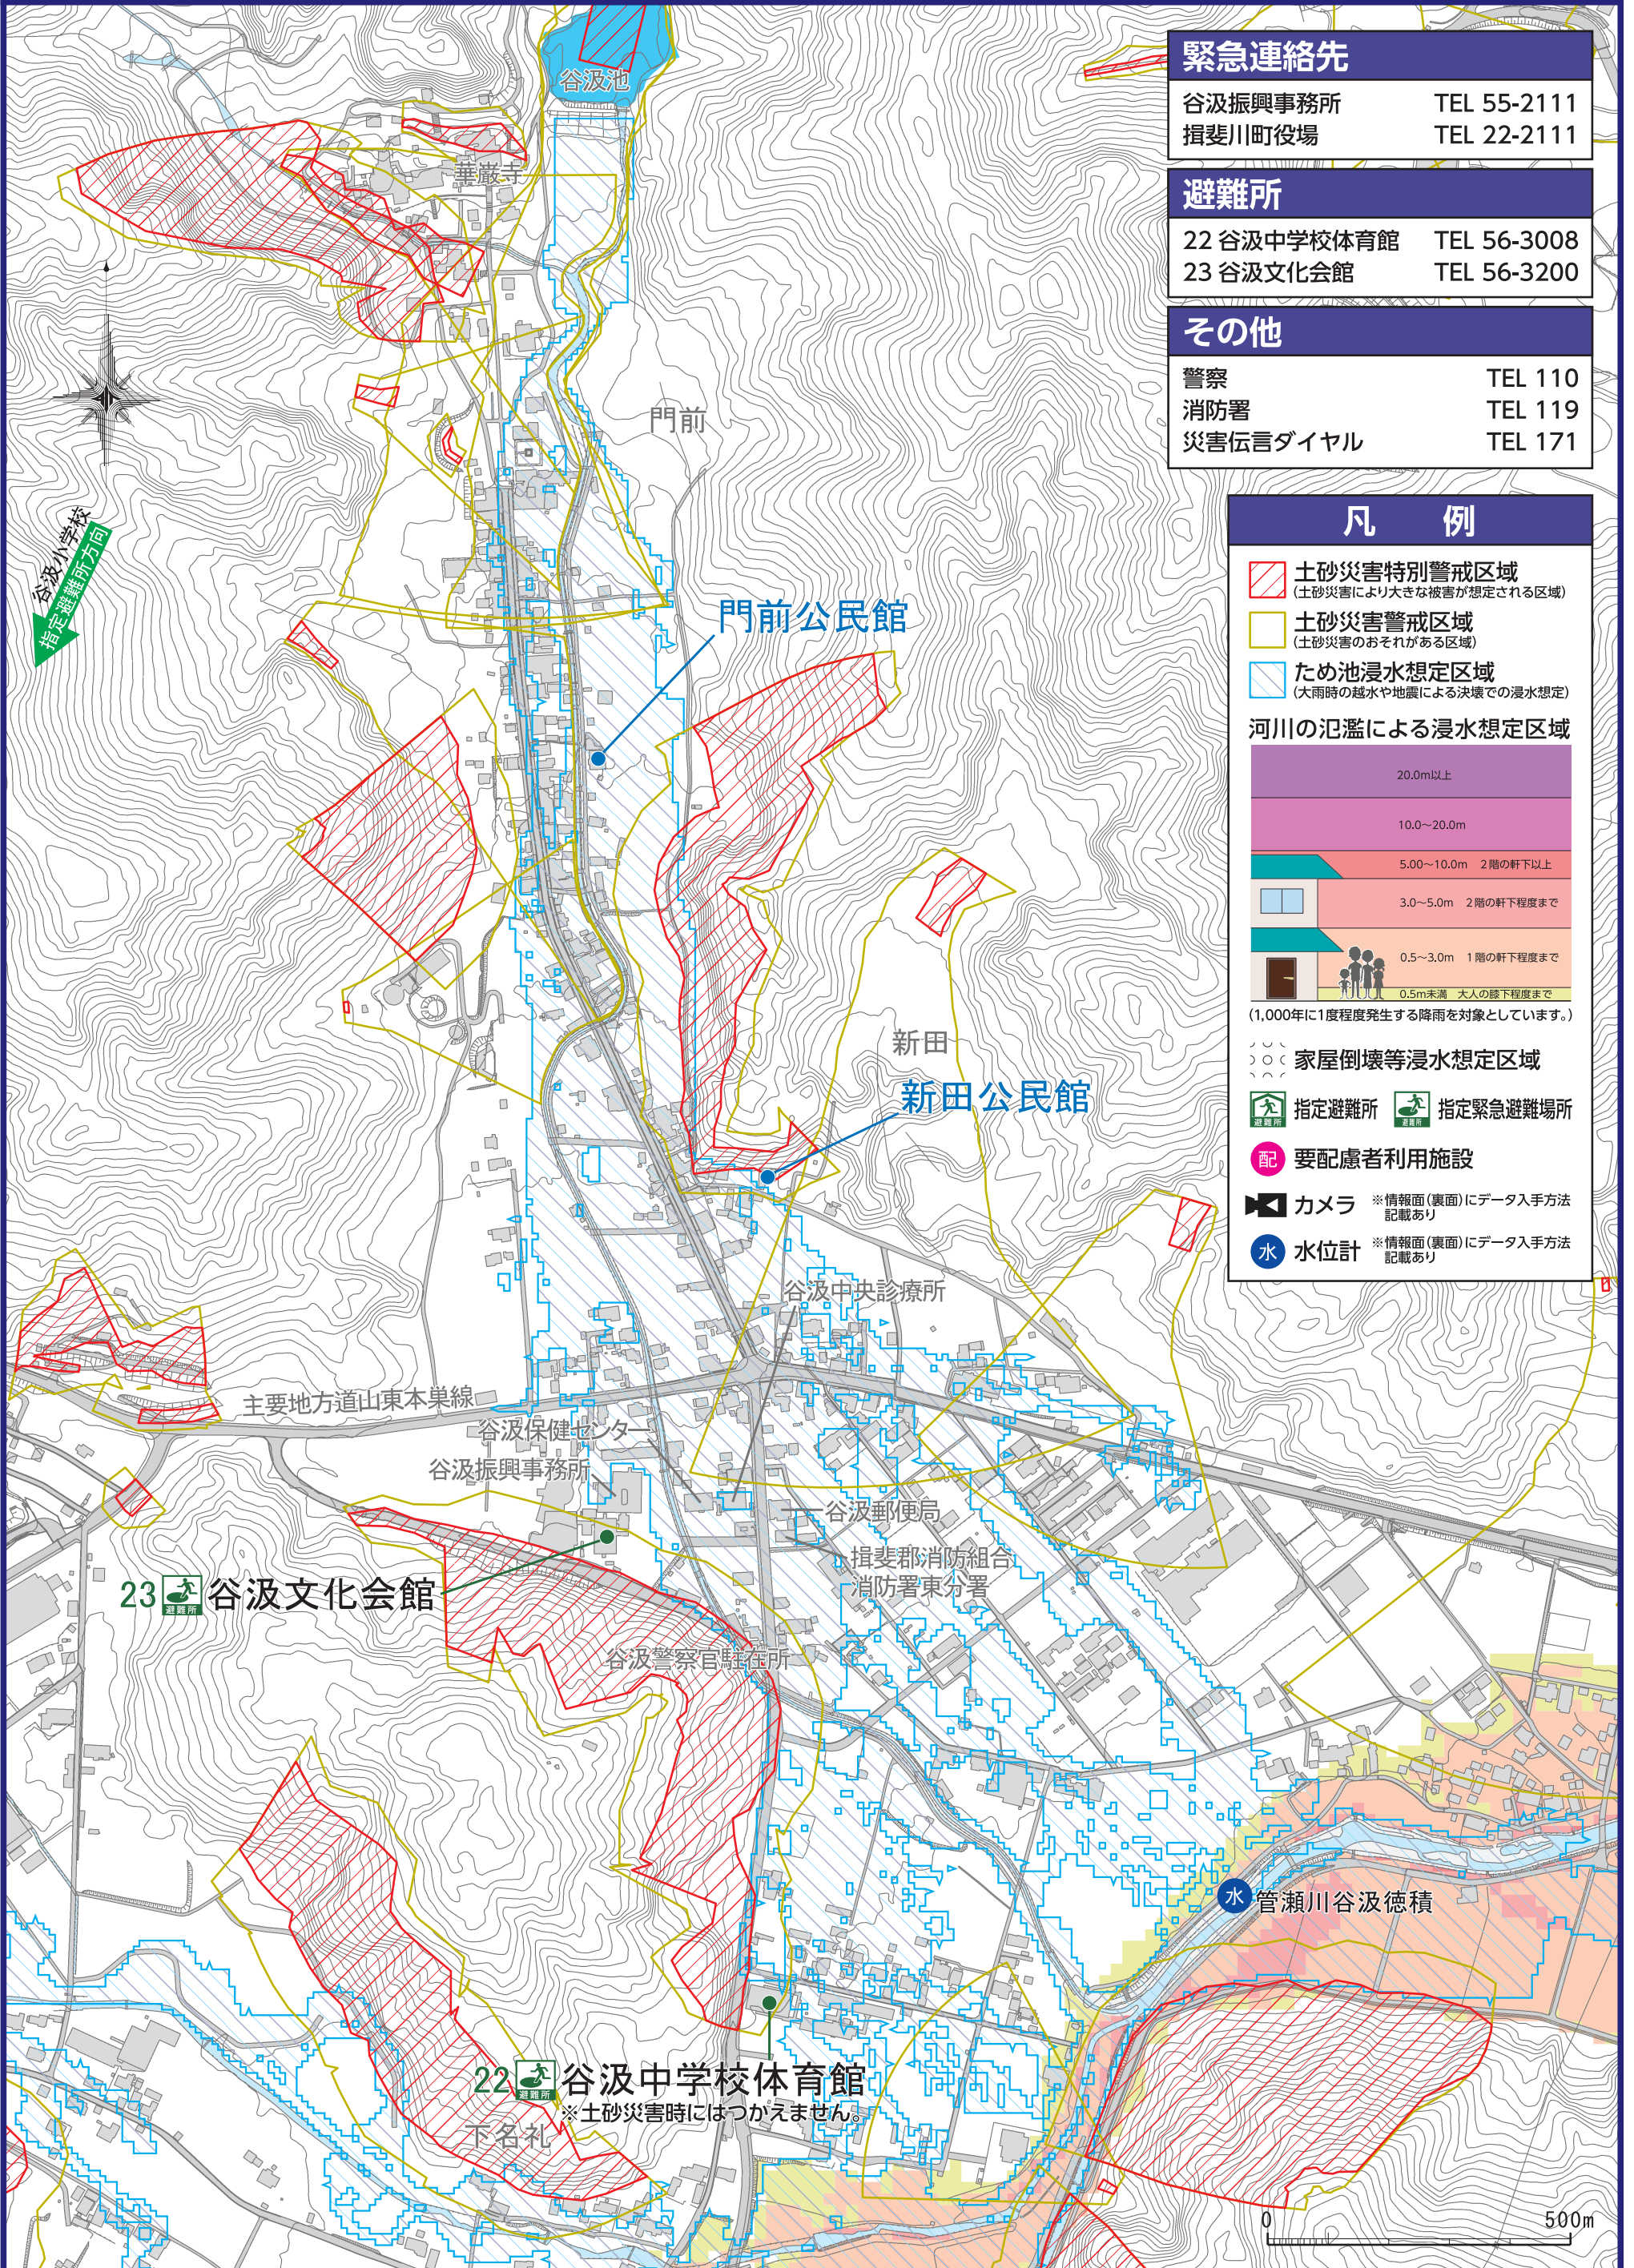 緊急連絡先
谷汲振興事務所 TEL 55-2111
揖斐川町役場 TEL 22-2111
避難所
22 谷汲中学校体育館 TEL 56-3008
23 谷汲文化会館 TEL 56-3200
その他
警察 TEL 110
消防署 TEL 119
災害伝言ダイヤル TEL 171
凡 例
土砂災害特別警戒区域
(土砂災害により大きな被害が想定される区域)
土砂災害警戒区域
(土砂災害のおそれがある区域)
ため池浸水想定区域
(大雨時の越水や地震による決壊での浸水想定)
河川の氾濫による浸水想定区域
20.0m以上
10.0～20.0m
5.00～10.0m 2階の軒下以上
3.0～5.0m 2階の軒下程度まで
0.5～3.0m 1階の軒下程度まで
0.5m未満 大人の膝下程度まで
(1,000年に1度程度発生する降雨を対象としています。)
家屋倒壊等浸水想定区域
避難所 指定避難所 避難所 指定緊急避難場所
配 要配慮者利用施設
カメラ ※情報面(裏面)にデータ入手方法
記載あり
水 水位計 ※情報面(裏面)にデータ入手方法
記載あり
谷汲池
華厳寺
門前
谷汲小学校
指定避難所方向
門前公民館
新田
新田公民館
谷汲中央診療所
主要地方道山東本巣線
谷汲保健センター
谷汲振興事務所
谷汲郵便局
揖斐郡消防組合
消防署東分署
23 避難所 谷汲文化会館
谷汲警察官駐在所
水 管瀬川谷汲徳積
22 避難所 谷汲中学校体育館
※土砂災害時にはつかえません。
下名礼
0 500m